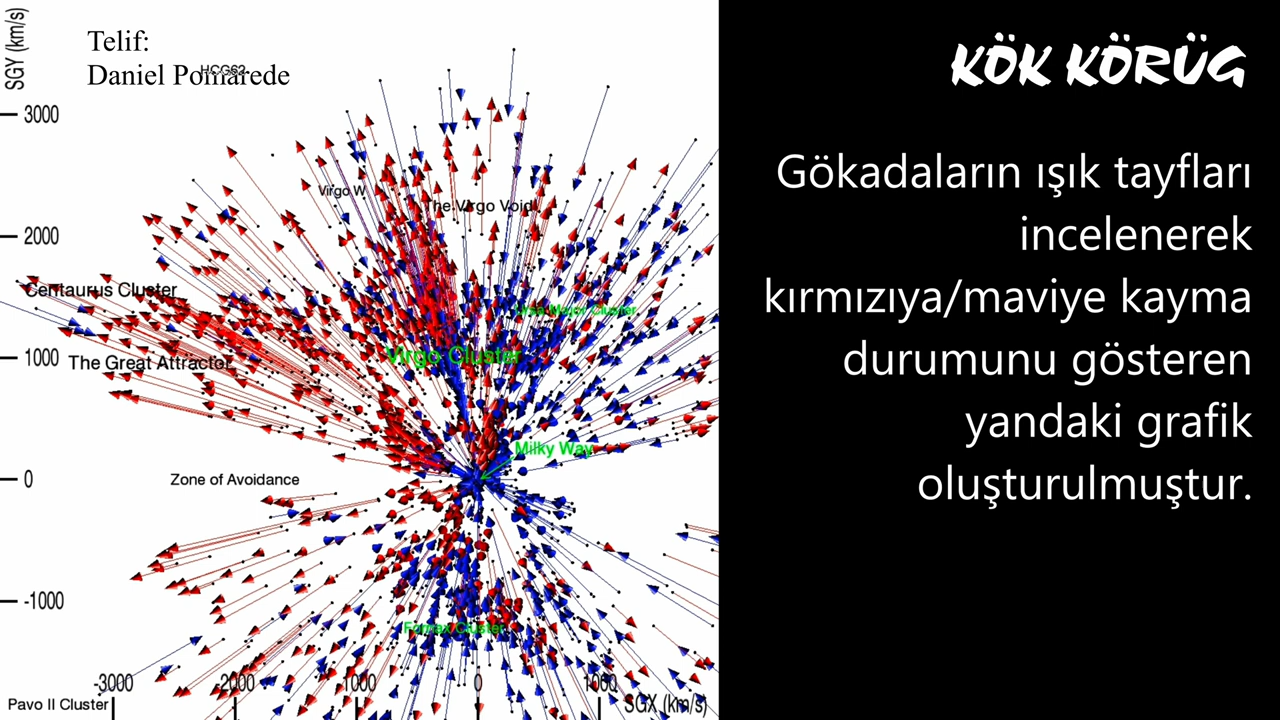 SGY (km/s)
Telif:
HCG62
Daniel Pomarede
3000
Virgo W
The Virgo Void
2000
Centaurus Cluster
Ursa Major Cluster
1000
The Great Attractor
Virgo Cluster
Milky Way
0
Zone of Avoidance
-1000
Fornax Cluster
-3000
-2000
-1000
0
1000
SGX (km/s)
Pavo II Cluster
KÖK KÖRÜG
Gökadaların ışık tayfları
incelenerek
kırmızıya/maviye kayma
durumunu gösteren
yandaki grafik
oluşturulmuştur.